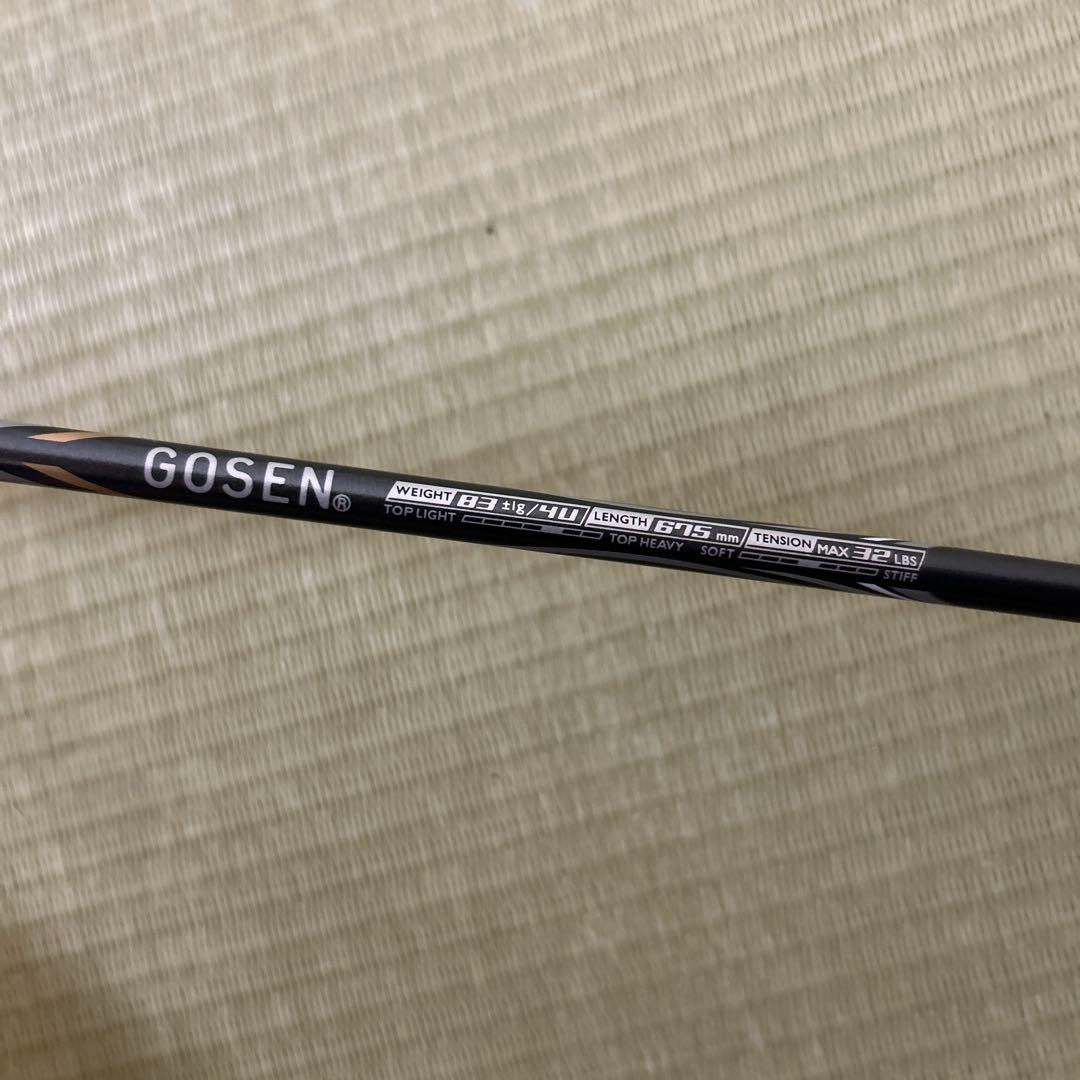 GOSEN®
WEIGHT 83 ±1g/4U LENGTH 675 mm TENSION MAX 32 LBS
TOP LIGHT TOP HEAVY SOFT STIFF